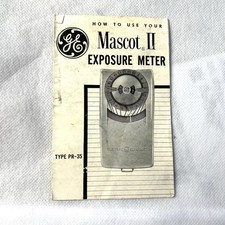 HOW TO USE YOUR
GE
Mascot II
EXPOSURE METER
TYPE PR-35